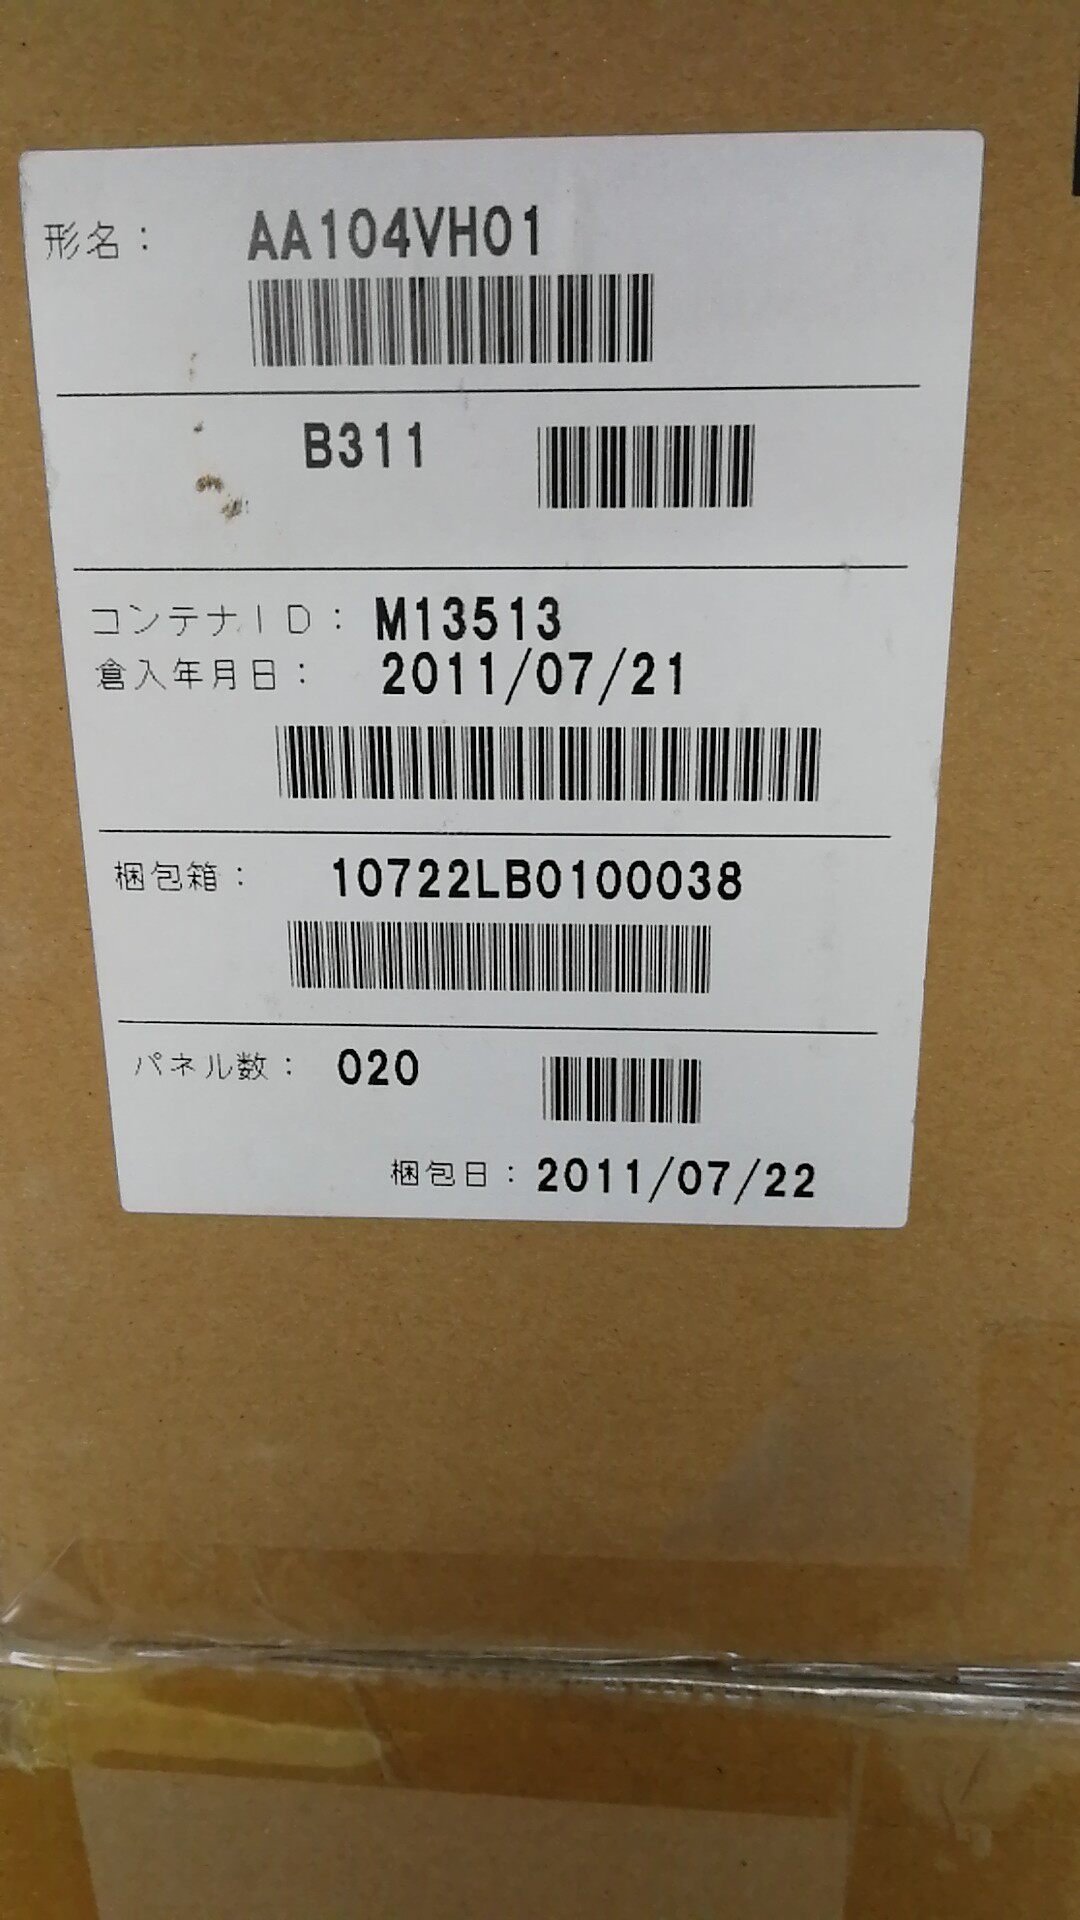 形名： AA104VH01
B311
コンテナＩＤ： M13513
倉入年月日： 2011/07/21
梱包箱： 10722LB0100038
パネル数： 020
梱包日：2011/07/22